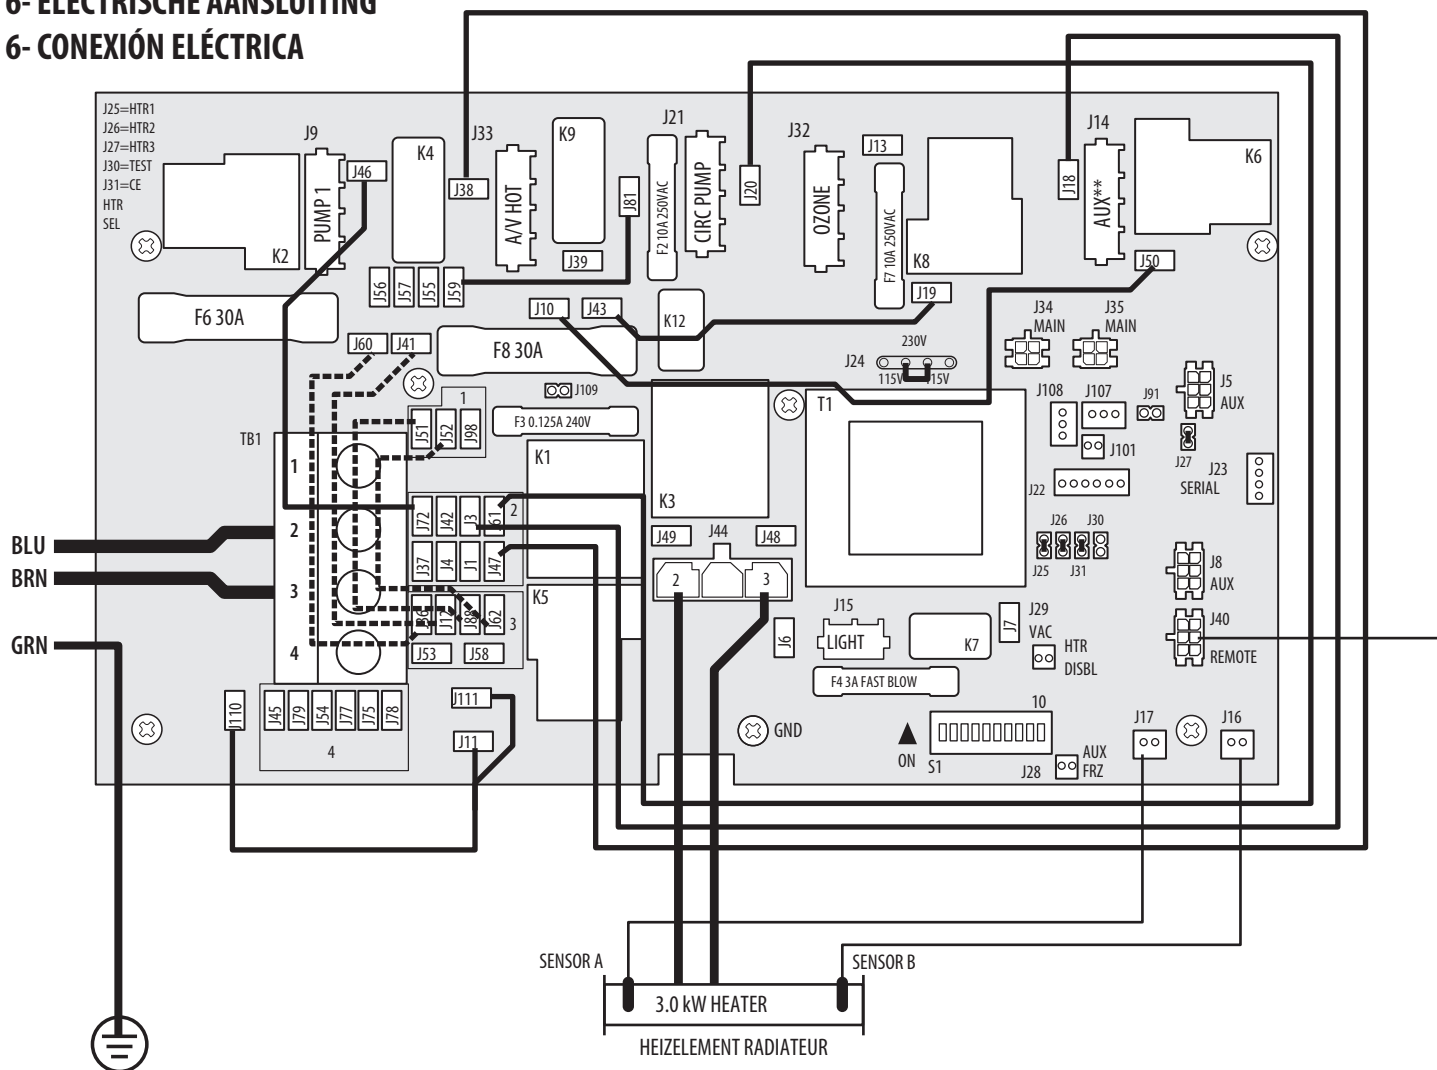 6- ELECTRISCHE AANSLUITING
6- CONEXIÓN ELÉCTRICA
J25=HTR1
J26=HTR2
J27=HTR3
J30=TEST
J31=CE
HTR
SEL
J9
PUMP 1
K2
J46
K4
J38
J33
A/V HOT
K9
J39
J81
J21
F2 10A 250VAC
CIRC PUMP
J20
J32
OZONE
J13
F7 10A 250VAC
K8
J19
J14
J18
AUX**
K6
J50
J56
J57
J55
J59
J10
J43
K12
F6 30A
F8 30A
J60
J41
J109
F3 0.125A 240V
J24
230V
115V
115V
J34
MAIN
J35
MAIN
J5
AUX
J108
J107
J91
J101
J27
J23
SERIAL
J22
J26
J30
J25
J31
T1
TB1
1
2
3
4
1
J51
J52
J98
2
J72
J42
J3
J61
J37
J4
J1
J47
3
J36
J12
J88
J62
J53
J58
K1
K3
K5
J49
J44
J48
2
3
J6
J15
LIGHT
K7
J7
J29
VAC
HTR
DISBL
F4 3A FAST BLOW
J8
AUX
J40
REMOTE
BLU
BRN
GRN
J110
J45
J79
J54
J77
J75
J78
4
J111
J11
GND
ON
S1
10
J28
AUX
FRZ
J17
J16
SENSOR A
SENSOR B
3.0 kW HEATER
HEIZELEMENT RADIATEUR